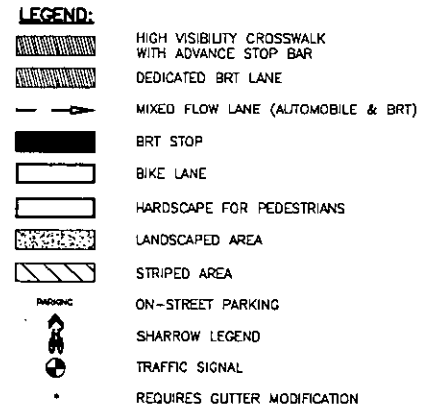 LEGEND:
HIGH VISIBILITY CROSSWALK
WITH ADVANCE STOP BAR
DEDICATED BRT LANE
MIXED FLOW LANE (AUTOMOBILE & BRT)
BRT STOP
BIKE LANE
HARDSCAPE FOR PEDESTRIANS
LANDSCAPED AREA
STRIPED AREA
PARKING ON-STREET PARKING
SHARROW LEGEND
TRAFFIC SIGNAL
* REQUIRES GUTTER MODIFICATION